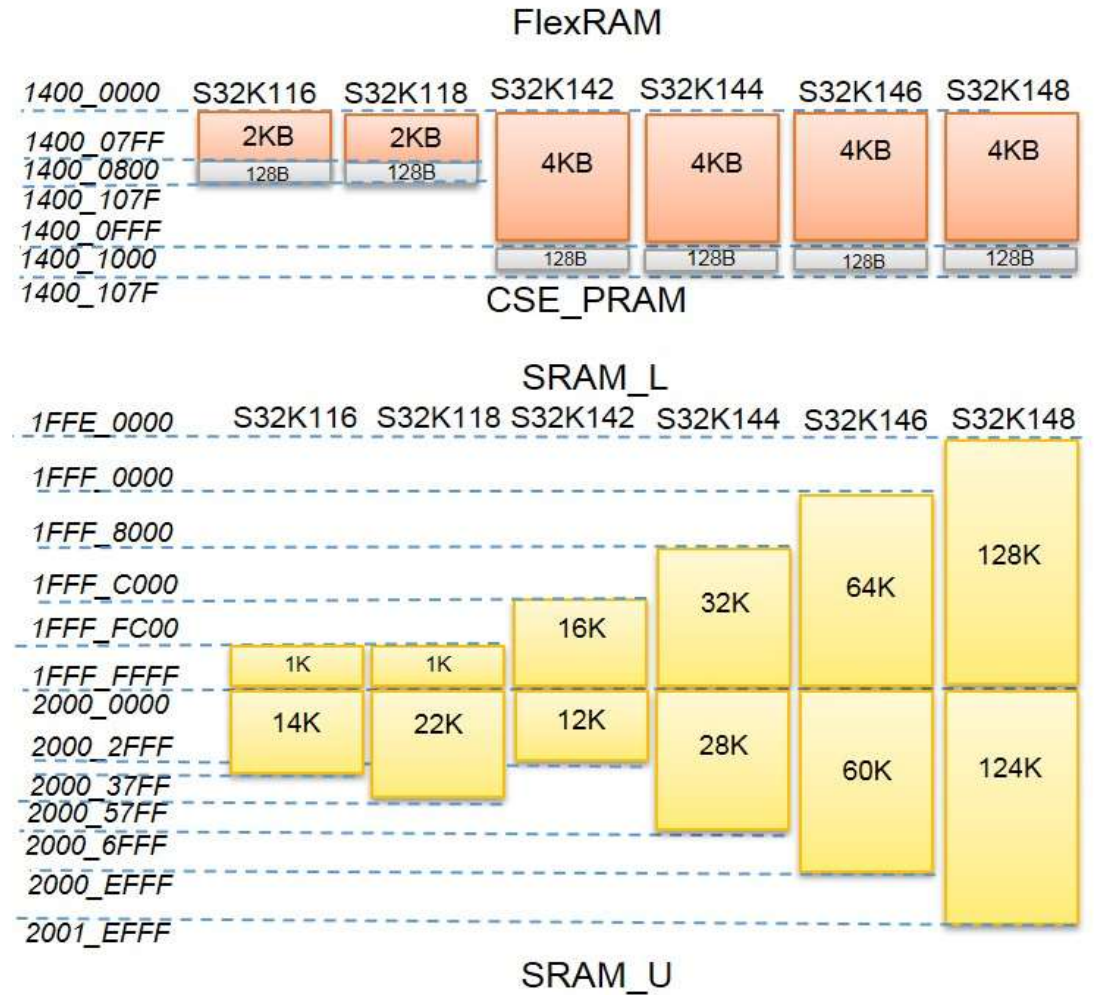 FlexRAM
1400_0000 S32K116 S32K118 S32K142 S32K144 S32K146 S32K148
1400_07FF 2KB 2KB 4KB 4KB 4KB 4KB
1400_0800 128B 128B
1400_107F
1400_0FFF
1400_1000 128B 128B 128B 128B
1400_107F
CSE_PRAM
SRAM_L
1FFE_0000 S32K116 S32K118 S32K142 S32K144 S32K146 S32K148
1FFF_0000
1FFF_8000 128K
1FFF_C000 32K 64K
1FFF_FC00 16K
1FFF_FFFF 1K 1K
2000_0000 14K 22K 12K
2000_2FFF 28K 60K 124K
2000_37FF
2000_57FF
2000_6FFF
2000_EFFF
2001_EFFF
SRAM_U